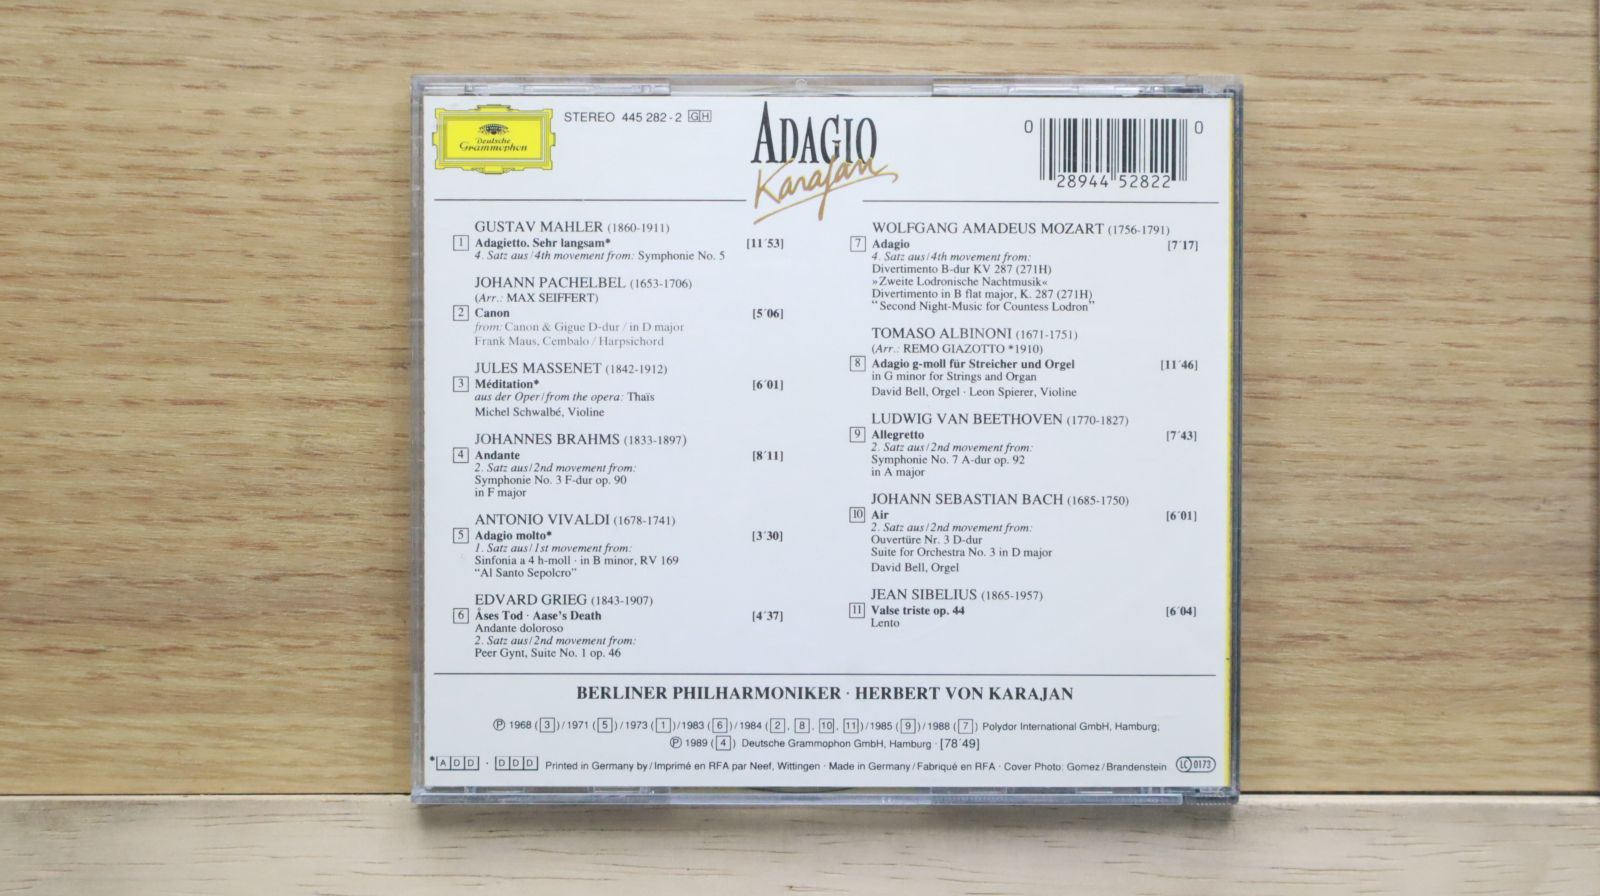 Deutsche
Grammophon
STEREO 445 282-2 GH
ADAGIO
Karajan
0 28944 52822 0
GUSTAV MAHLER (1860-1911)
1 Adagietto. Sehr langsam* [11´53]
4. Satz aus/4th movement from: Symphonie No. 5
JOHANN PACHELBEL (1653-1706)
(Arr.: MAX SEIFFERT)
2 Canon [5´06]
from: Canon & Gigue D-dur / in D major
Frank Maus, Cembalo / Harpsichord
JULES MASSENET (1842-1912)
3 Méditation* [6´01]
aus der Oper/from the opera: Thaïs
Michel Schwalbé, Violine
JOHANNES BRAHMS (1833-1897)
4 Andante [8´11]
2. Satz aus/2nd movement from:
Symphonie No. 3 F-dur op. 90
in F major
ANTONIO VIVALDI (1678-1741)
5 Adagio molto* [3´30]
1. Satz aus/1st movement from:
Sinfonia a 4 h-moll · in B minor, RV 169
“Al Santo Sepolcro”
EDVARD GRIEG (1843-1907)
6 Åses Tod · Aase’s Death [4´37]
Andante doloroso
2. Satz aus/2nd movement from:
Peer Gynt, Suite No. 1 op. 46
WOLFGANG AMADEUS MOZART (1756-1791)
7 Adagio [7´17]
4. Satz aus/4th movement from:
Divertimento B-dur KV 287 (271H)
»Zweite Lodronische Nachtmusik«
Divertimento in B flat major, K. 287 (271H)
“Second Night-Music for Countess Lodron”
TOMASO ALBINONI (1671-1751)
(Arr.: REMO GIAZOTTO *1910)
8 Adagio g-moll für Streicher und Orgel [11´46]
in G minor for Strings and Organ
David Bell, Orgel · Leon Spierer, Violine
LUDWIG VAN BEETHOVEN (1770-1827)
9 Allegretto [7´43]
2. Satz aus/2nd movement from:
Symphonie No. 7 A-dur op. 92
in A major
JOHANN SEBASTIAN BACH (1685-1750)
10 Air [6´01]
2. Satz aus/2nd movement from:
Ouvertüre Nr. 3 D-dur
Suite for Orchestra No. 3 in D major
David Bell, Orgel
JEAN SIBELIUS (1865-1957)
11 Valse triste op. 44 [6´04]
Lento
BERLINER PHILHARMONIKER · HERBERT VON KARAJAN
℗ 1968 (3)/1971 (5)/1973 (1)/1983 (6)/1984 (2, 8, 10, 11)/1985 (9)/1988 (7) Polydor International GmbH, Hamburg;
℗ 1989 (4) Deutsche Grammophon GmbH, Hamburg · [78´49]
*ADD · DDD Printed in Germany by/Imprimé en RFA par Neef, Wittingen · Made in Germany/Fabriqué en RFA · Cover Photo: Gomez/Brandenstein LC 0173